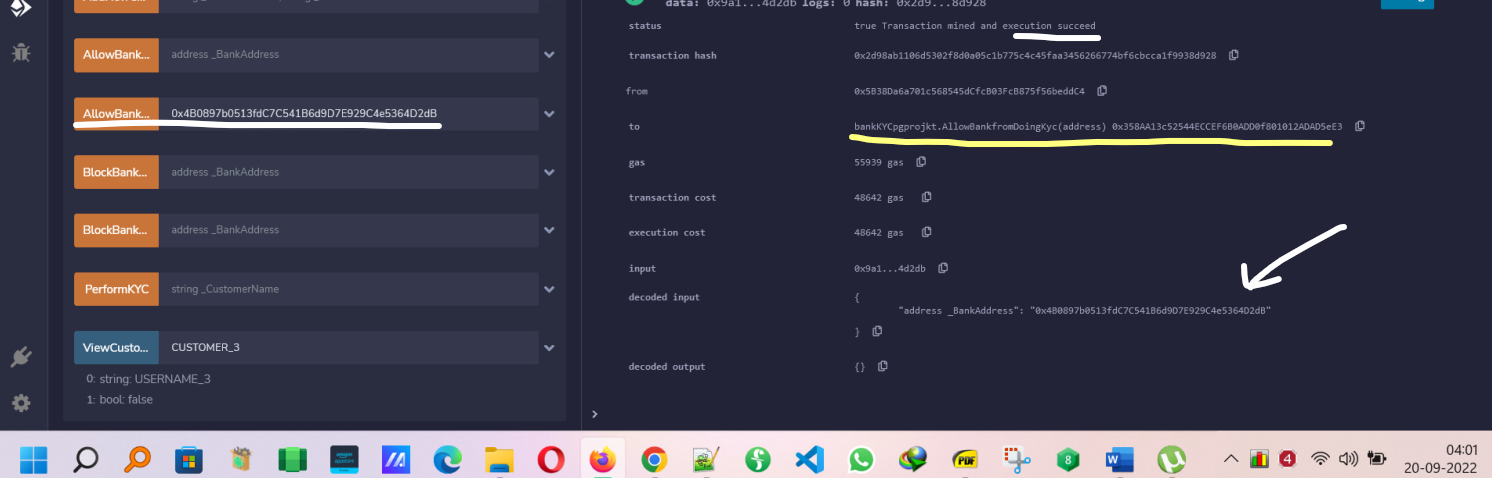 data: 0x9a1...4d2db logs: 0 hash: 0x2d9...8d928
status true Transaction mined and execution succeed
AllowBank... address _BankAddress
transaction hash 0x2d98ab1106d5302f8d0a05c1b775c4c45faa3456266774bf6cbcca1f9938d928
from 0x5B38Da6a701c568545dCfcB03FcB875f56beddC4
AllowBank... 0x4B0897b0513fdC7C541B6d9D7E929C4e5364D2dB
to bankKYCpgprojkt.AllowBankfromDoingKyc(address) 0x358AA13c52544ECCEF6B0ADD0f801012ADAD5eE3
gas 55939 gas
BlockBank... address _BankAddress
transaction cost 48642 gas
BlockBank... address _BankAddress
execution cost 48642 gas
input 0x9a1...4d2db
PerformKYC string _CustomerName
decoded input {
"address _BankAddress": "0x4B0897b0513fdC7C541B6d9D7E929C4e5364D2dB"
}
ViewCusto... CUSTOMER_3
decoded output {}
0: string: USERNAME_3
1: bool: false
>
04:01
20-09-2022